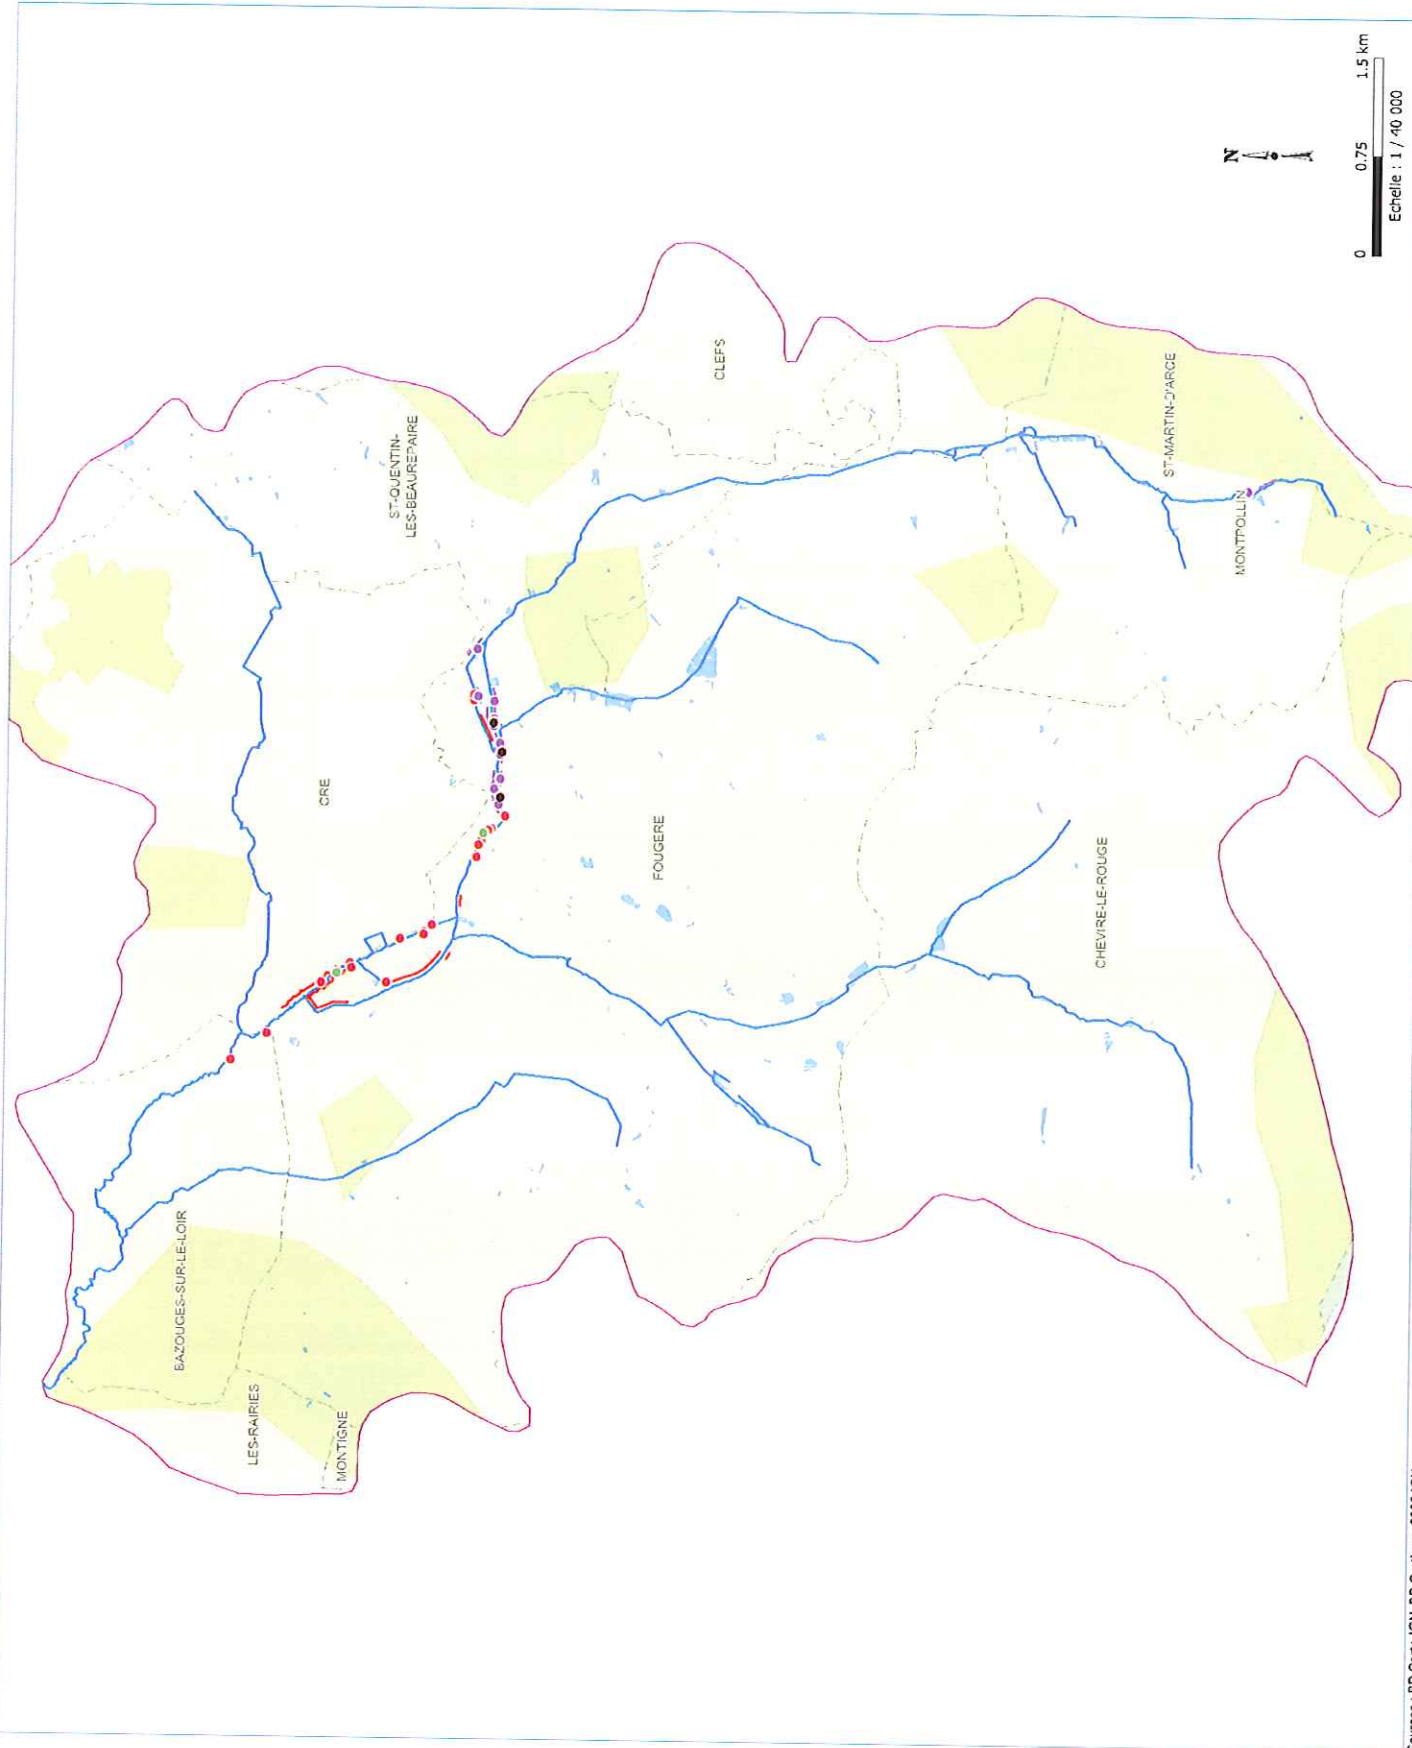 N
0 0.75 1.5 km
Echelle : 1 / 40 000
CLEFS
ST-QUENTIN-
LES-BEAUREPAIRE
ST-MARTIN-D'ARCE
MONTPOLLIN
CRE
FOUGERE
CHEVIRE-LE-ROUGE
BAZOUGES-SUR-LE-LOIR
LES-RAIRIES
MONTIGNE